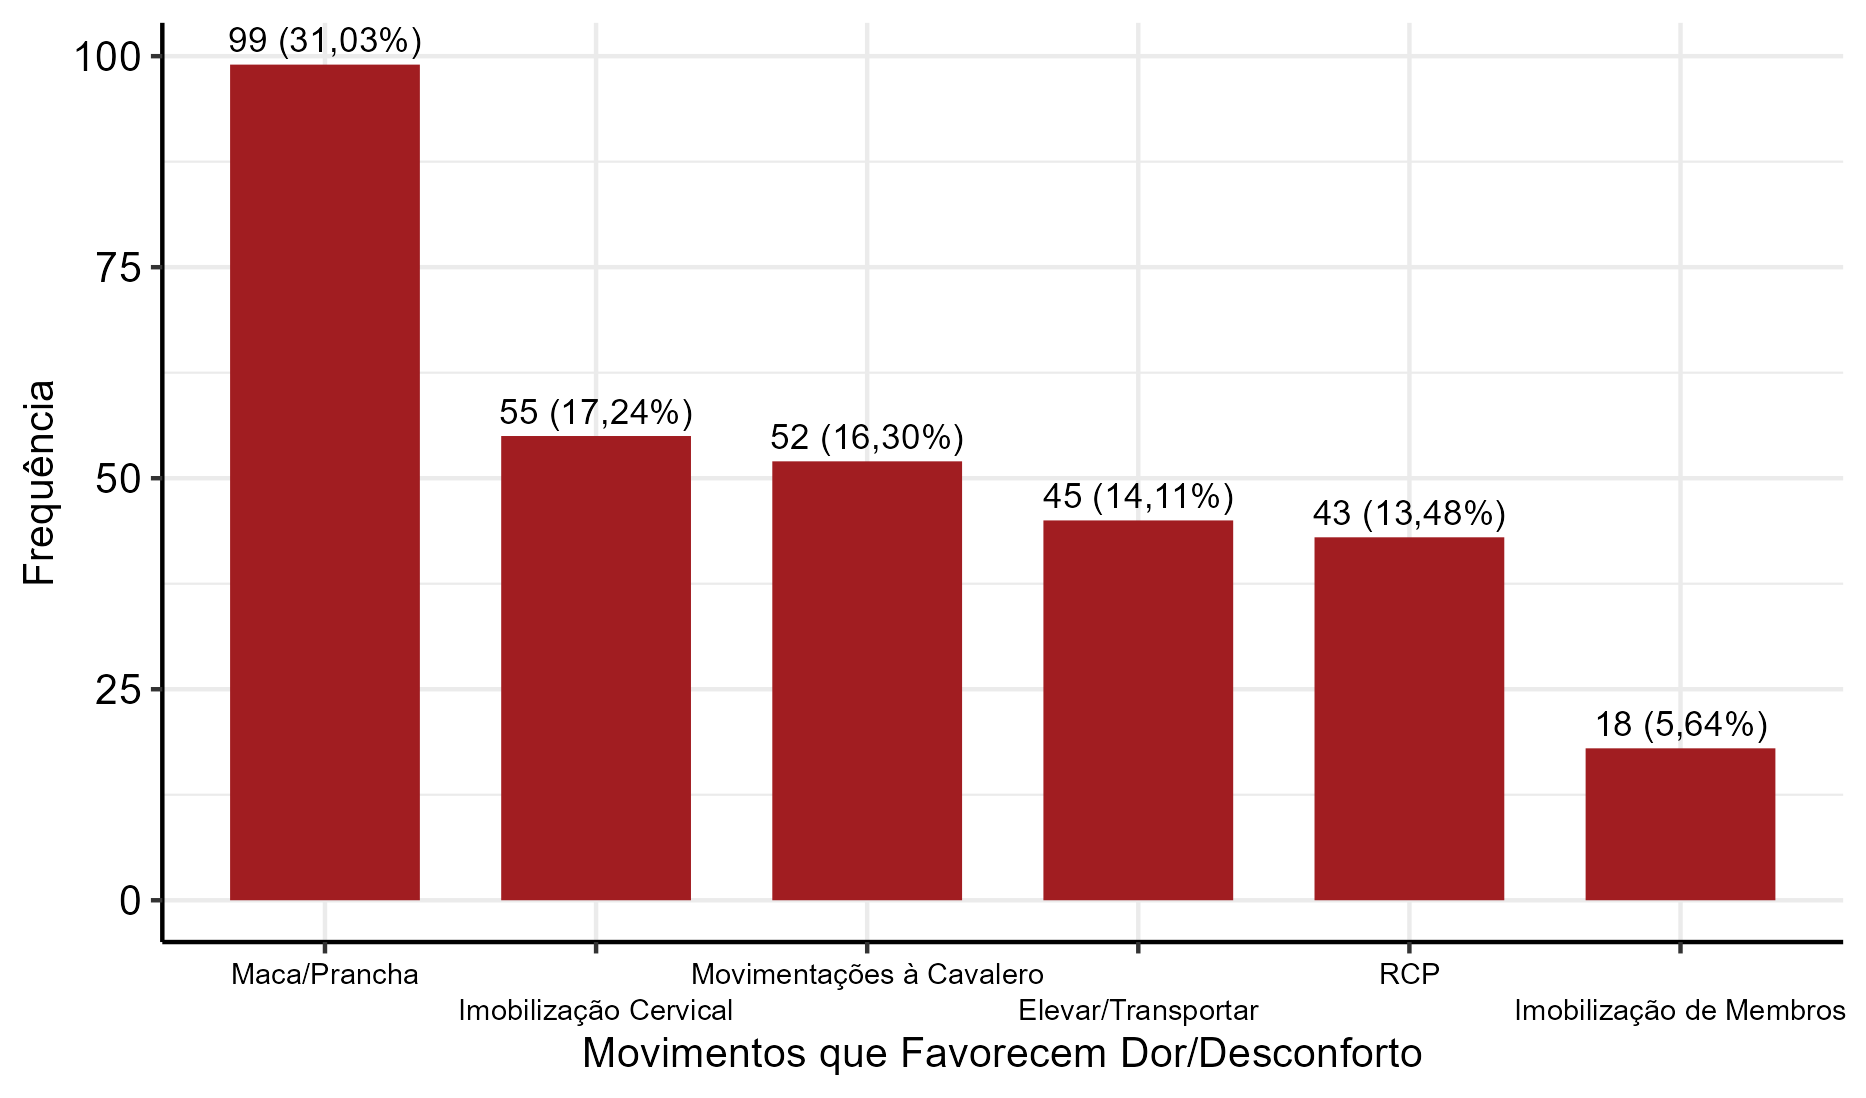 99 (31,03%)
100
75
55 (17,24%)
52 (16,30%)
50
45 (14,11%)
43 (13,48%)
25
18 (5,64%)
0
Frequência
Maca/Prancha
Imobilização Cervical
Movimentações à Cavalero
Elevar/Transportar
RCP
Imobilização de Membros
Movimentos que Favorecem Dor/Desconforto